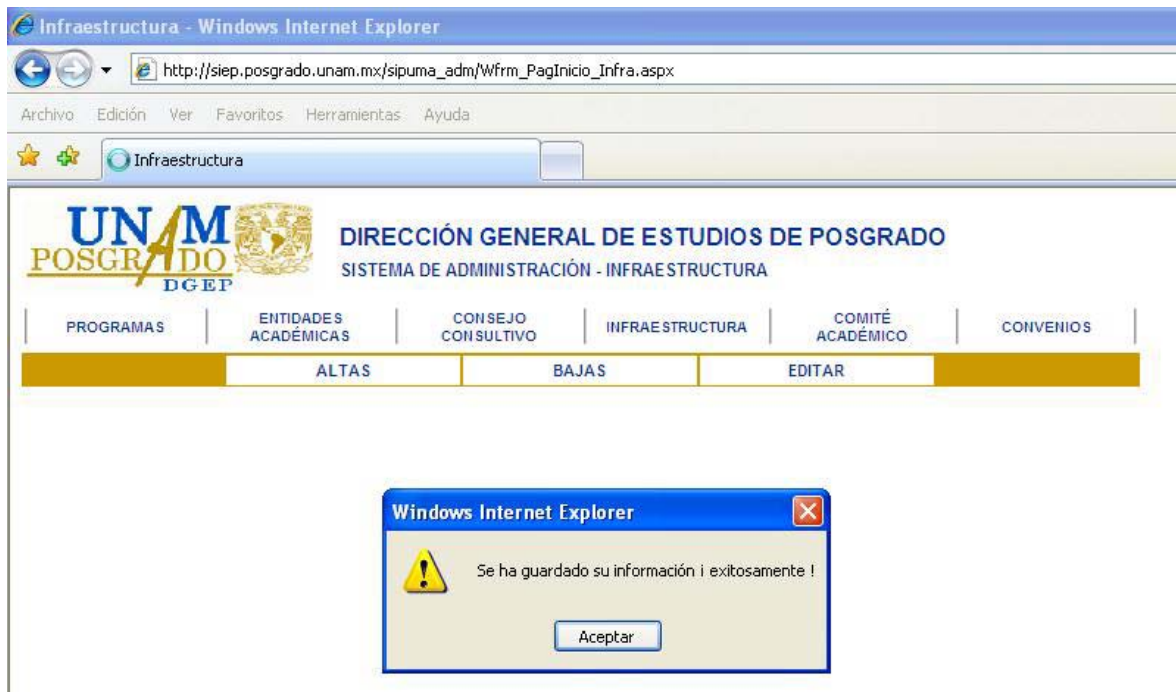 Infraestructura - Windows Internet Explorer
http://siep.posgrado.unam.mx/sipuma_adm/Wfrm_PagInicio_Infra.aspx
Archivo Edición Ver Favoritos Herramientas Ayuda
Infraestructura
UNAM
POSGRADO
DGEP
DIRECCIÓN GENERAL DE ESTUDIOS DE POSGRADO
SISTEMA DE ADMINISTRACIÓN - INFRAESTRUCTURA
PROGRAMAS
ENTIDADES
ACADÉMICAS
CONSEJO
CONSULTIVO
INFRAESTRUCTURA
COMITÉ
ACADÉMICO
CONVENIOS
ALTAS BAJAS EDITAR
Windows Internet Explorer
Se ha guardado su información ¡ exitosamente !
Aceptar